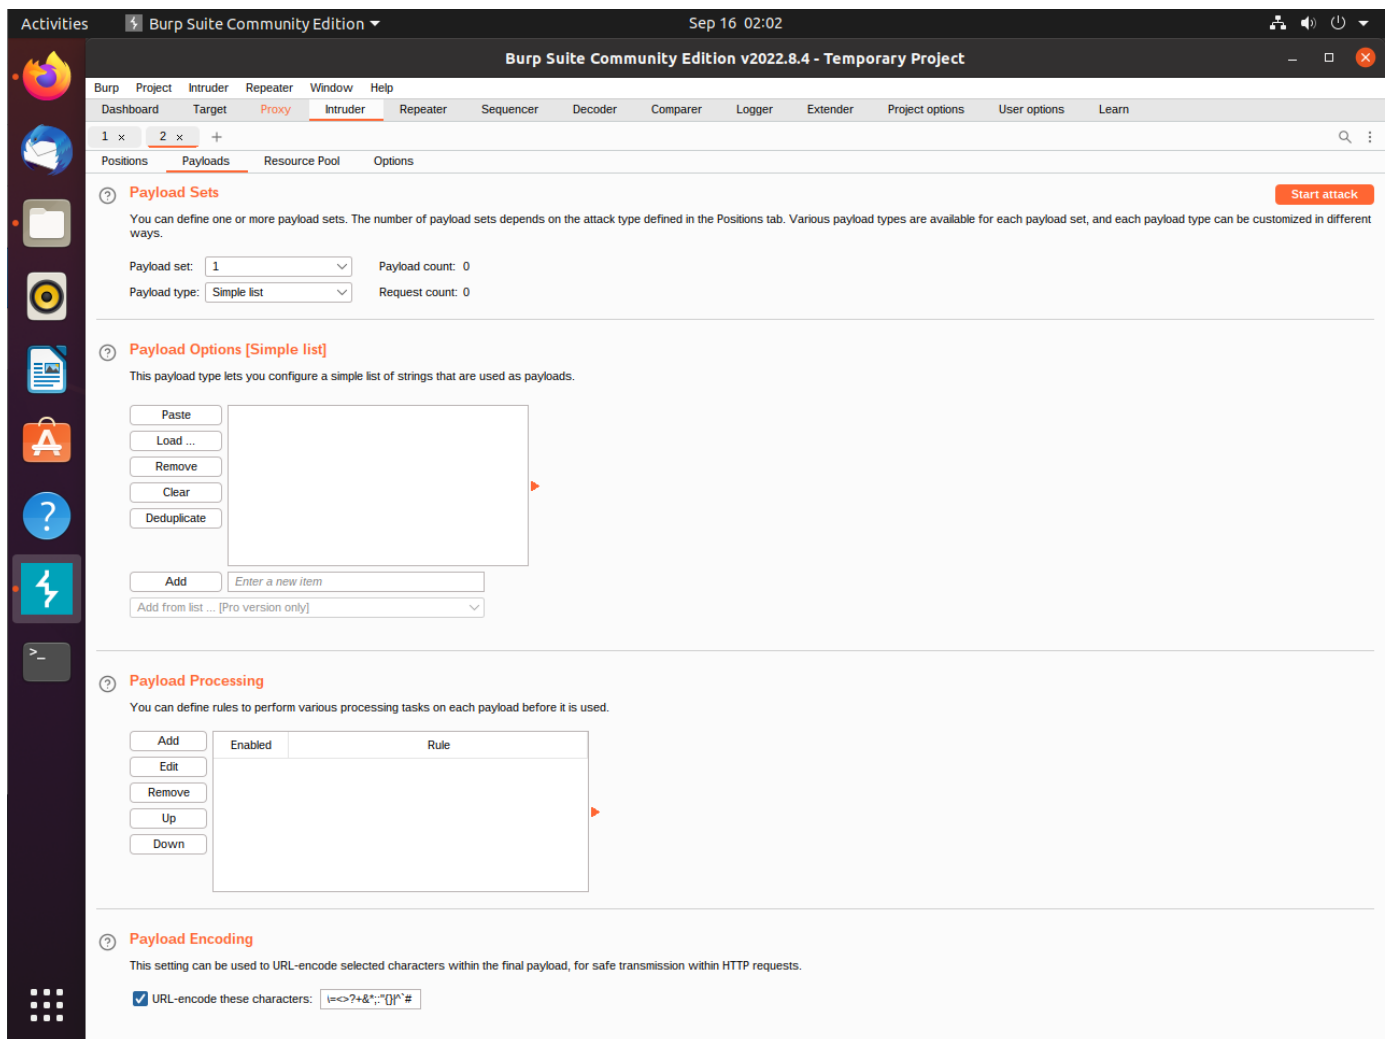 Activities
Burp Suite Community Edition
Sep 16 02:02
Burp Suite Community Edition v2022.8.4 - Temporary Project
Burp Project Intruder Repeater Window Help
Dashboard Target Proxy Intruder Repeater Sequencer Decoder Comparer Logger Extender Project options User options Learn
1 × 2 × +
Positions Payloads Resource Pool Options
Payload Sets
Start attack
You can define one or more payload sets. The number of payload sets depends on the attack type defined in the Positions tab. Various payload types are available for each payload set, and each payload type can be customized in different
ways.
Payload set: 1 Payload count: 0
Payload type: Simple list Request count: 0
Payload Options [Simple list]
This payload type lets you configure a simple list of strings that are used as payloads.
Paste
Load ...
Remove
Clear
Deduplicate
Add Enter a new item
Add from list ... [Pro version only]
Payload Processing
You can define rules to perform various processing tasks on each payload before it is used.
Add
Enabled Rule
Edit
Remove
Up
Down
Payload Encoding
This setting can be used to URL-encode selected characters within the final payload, for safe transmission within HTTP requests.
URL-encode these characters: \=<>?+&*;:"{}|^`#